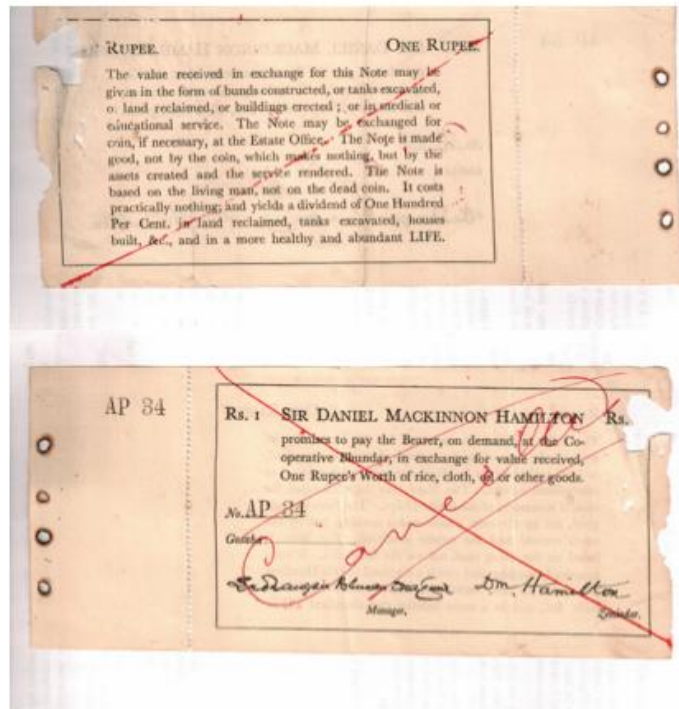 RUPEE. ONE RUPEE.
The value received in exchange for this Note may be
given in the form of bunds constructed, or tanks excavated,
or land reclaimed, or buildings erected ; or in medical or
educational service. The Note may be exchanged for
coin, if necessary, at the Estate Office. The Note is made
good, not by the coin, which makes nothing, but by the
assets created and the service rendered. The Note is
based on the living man, not on the dead coin. It costs
practically nothing; and yields a dividend of One Hundred
Per Cent. in land reclaimed, tanks excavated, houses
built, &c., and in a more healthy and abundant LIFE.
AP 34
Rs. 1 SIR DANIEL MACKINNON HAMILTON Rs.
promises to pay the Bearer, on demand, at the Co-
operative Bhundar, in exchange for value received,
One Rupee's Worth of rice, cloth, oil or other goods.
No. AP 34
Gosaba
Cancelled
DM. Hamilton
Manager, Zemindar.